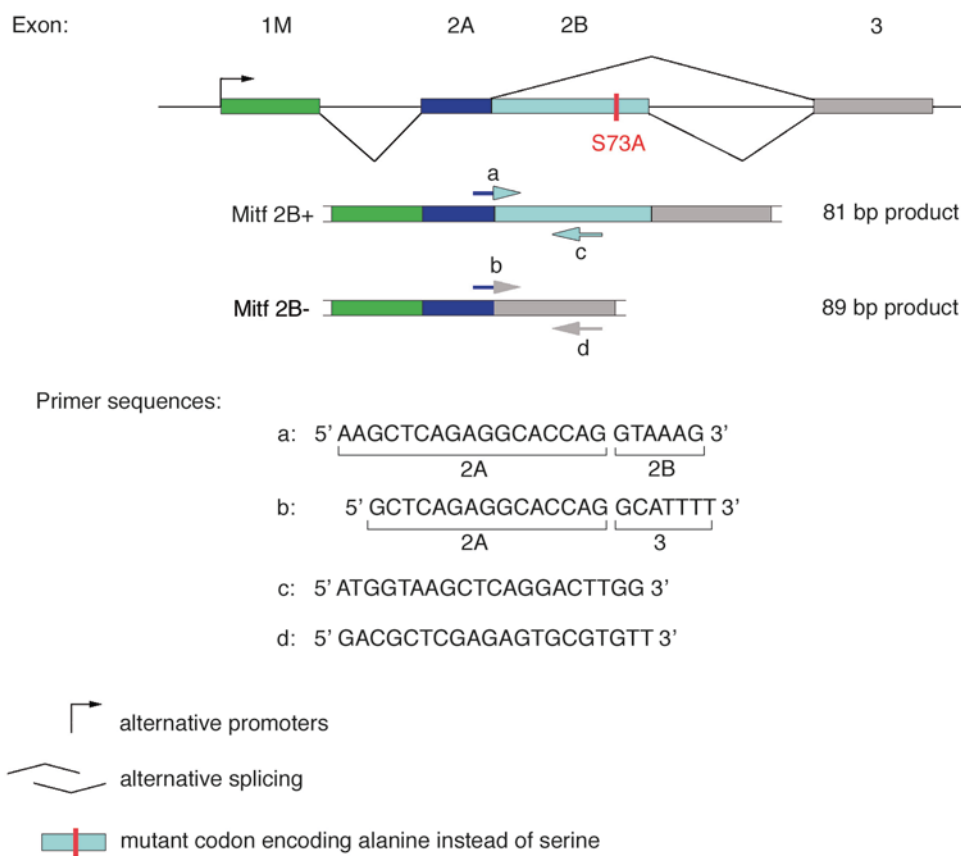 Exon: 1M 2A 2B 3
S73A
a
Mitf 2B+ 81 bp product
c
b
Mitf 2B- 89 bp product
d
Primer sequences:
a: 5' AAGCTCAGAGGCACCAG GTAAAG 3'
2A 2B
b: 5' GCTCAGAGGCACCAG GCATTTT 3'
2A 3
c: 5' ATGGTAAGCTCAGGACTTGG 3'
d: 5' GACGCTCGAGAGTGCGTGTT 3'
alternative promoters
alternative splicing
mutant codon encoding alanine instead of serine